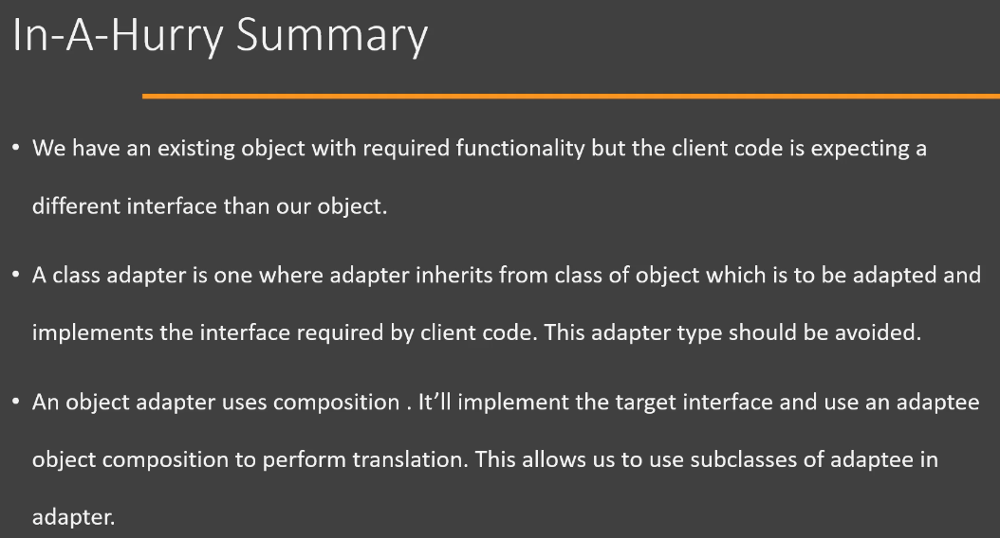 In-A-Hurry Summary
• We have an existing object with required functionality but the client code is expecting a
different interface than our object.
• A class adapter is one where adapter inherits from class of object which is to be adapted and
implements the interface required by client code. This adapter type should be avoided.
• An object adapter uses composition . It’ll implement the target interface and use an adaptee
object composition to perform translation. This allows us to use subclasses of adaptee in
adapter.